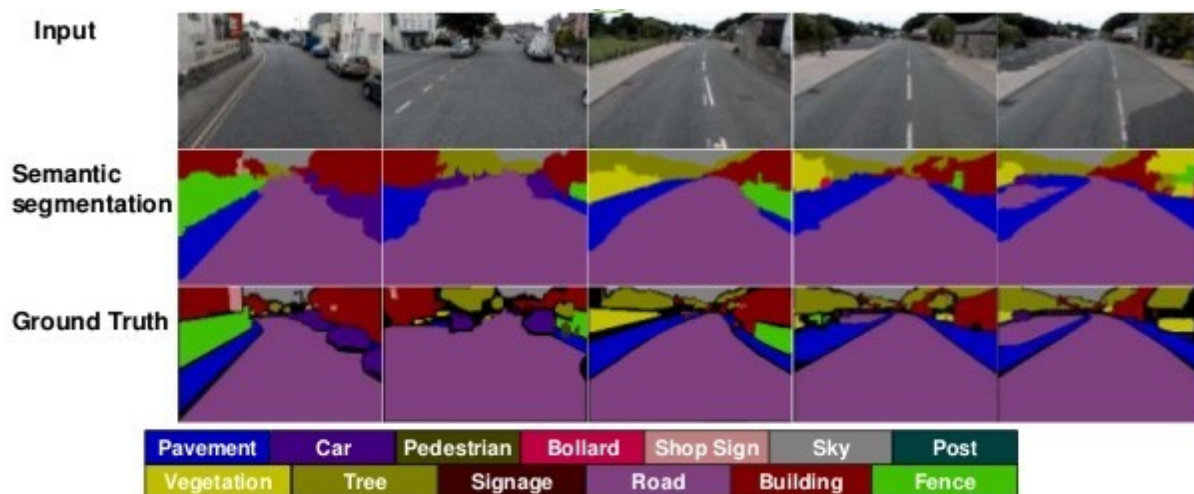 Input
Semantic
segmentation
Ground Truth
Pavement Car Pedestrian Bollard Shop Sign Sky Post
Vegetation Tree Signage Road Building Fence